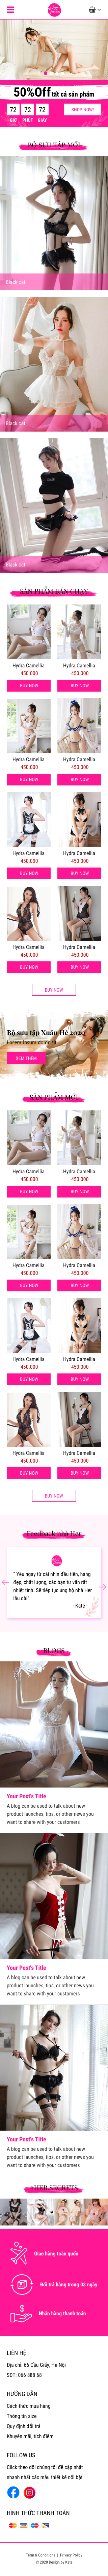 50%Off tất cả sản phẩm
72 72 72
SHOP NOW!
GIỜ PHÚT GIÂY
BỘ SƯU TẬP MỚI
Black cat
Black cat
Black cat
SẢN PHẨM BÁN CHẠY
Hydra Camellia Hydra Camellia
450.000 450.000
BUY NOW BUY NOW
Hydra Camellia Hydra Camellia
450.000 450.000
BUY NOW BUY NOW
Hydra Camellia Hydra Camellia
450.000 450.000
BUY NOW BUY NOW
Hydra Camellia Hydra Camellia
450.000 450.000
BUY NOW BUY NOW
BUY NOW
Bộ sưu tập Xuân Hè 2020
XEM THÊM
SẢN PHẨM MỚI
Hydra Camellia Hydra Camellia
450.000 450.000
BUY NOW BUY NOW
Hydra Camellia Hydra Camellia
450.000 450.000
BUY NOW BUY NOW
Hydra Camellia Hydra Camellia
450.000 450.000
BUY NOW BUY NOW
Hydra Camellia Hydra Camellia
450.000 450.000
BUY NOW BUY NOW
BUY NOW
Feedback nhà Her
" Yêu ngay từ cái nhìn đầu tiên, hàng
đẹp, chất lượng, các bạn tư vấn rất
nhiệt tình. Sẽ tiếp tục ủng hộ nhà Her
lâu dài"
- Kate -
BLOGS
Your Post's Title
A blog can be used to talk about new
product launches, tips, or other news you
want to share with your customers
Your Post's Title
A blog can be used to talk about new
product launches, tips, or other news you
want to share with your customers
Your Post's Title
A blog can be used to talk about new
product launches, tips, or other news you
want to share with your customers
HER SECRETS
Giao hàng toàn quốc
Đổi trả hàng trong 03 ngày
Nhận hàng thanh toán
LIÊN HỆ
Địa chỉ: 66 Cầu Giấy, Hà Nội
SĐT: 066 888 68
HƯỚNG DẪN
Cách thức mua hàng
Thông tin size
Quy định đổi trả
Khuyến mãi, tích điểm
FOLLOW US
Click theo dõi chúng tôi để cập nhật
nhanh nhất các mẫu thiết kế nổi bật
HÌNH THỨC THANH TOÁN
Term & Conditions | Privacy Policy
© 2020 Design by Kate